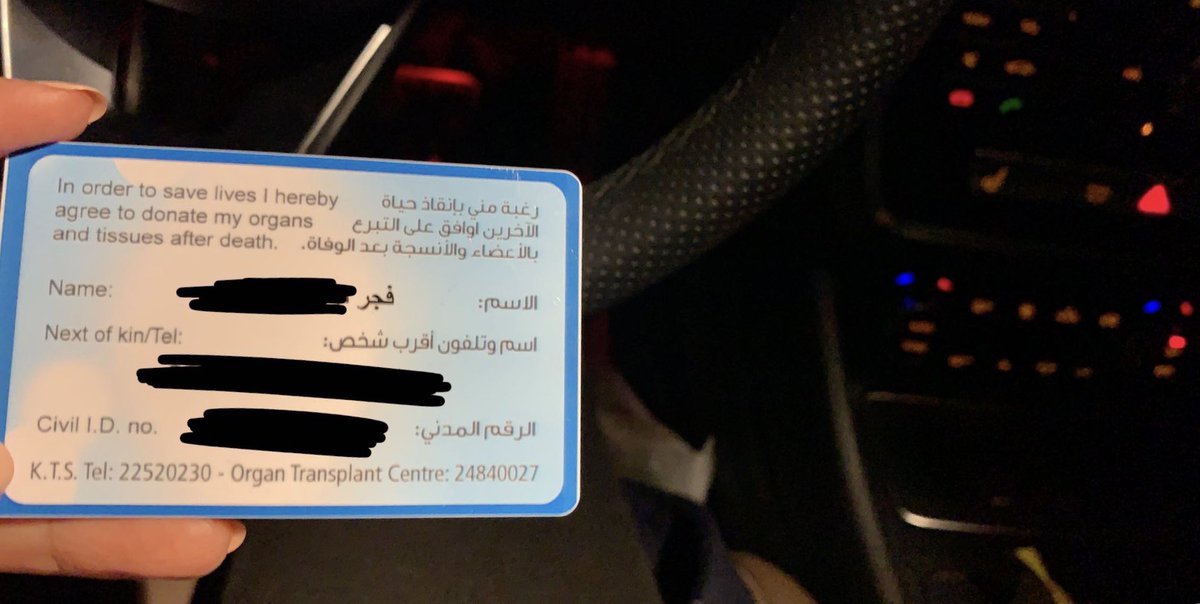 In order to save lives I hereby
agree to donate my organs
and tissues after death.
رغبة مني بإنقاذ حياة
الآخرين اوافق على التبرع
بالأعضاء والأنسجة بعد الوفاة.
Name: فجر الاسم:
Next of kin/Tel: اسم وتلفون أقرب شخص:
Civil I.D. no. الرقم المدني:
K.T.S. Tel: 22520230 - Organ Transplant Centre: 24840027